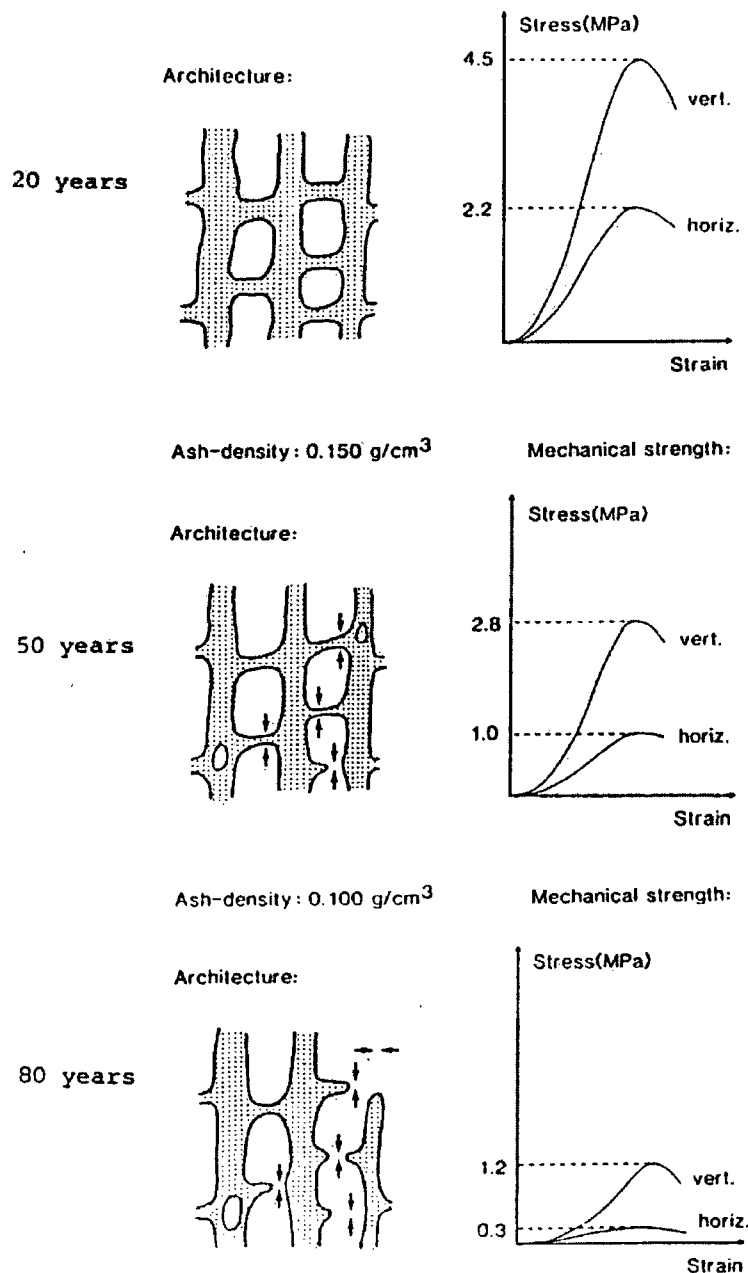 Stress(MPa)
4.5
Architecture:
vert.
20 years
2.2
horiz.
Strain
Ash-density: 0.150 g/cm³
Mechanical strength:
Stress(MPa)
Architecture:
50 years
2.8
vert.
1.0
horiz.
Strain
Ash-density: 0.100 g/cm³
Mechanical strength:
Stress(MPa)
Architecture:
80 years
1.2
vert.
horiz.
0.3
Strain